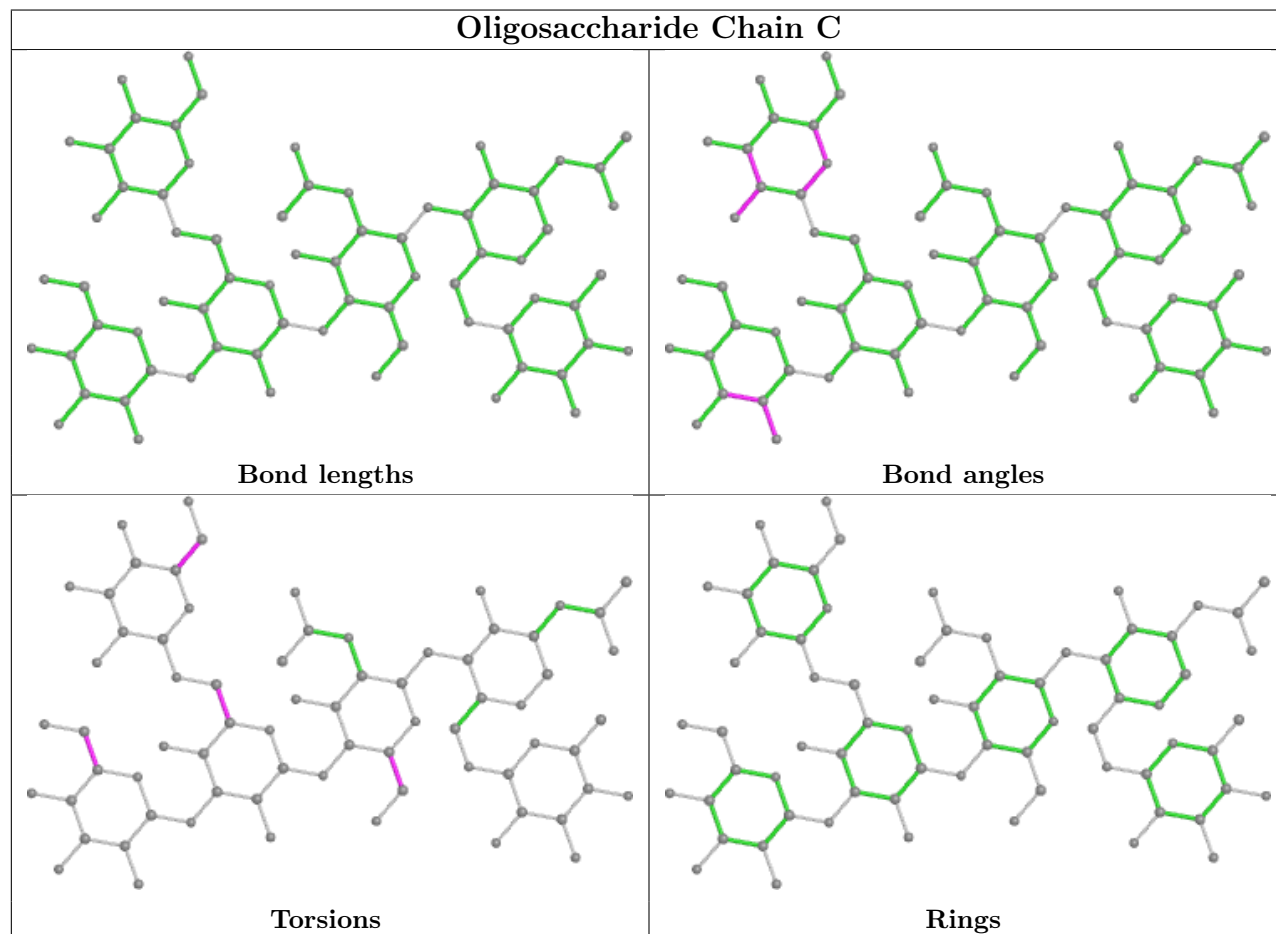 Oligosaccharide Chain C
Bond lengths
Bond angles
Torsions
Rings